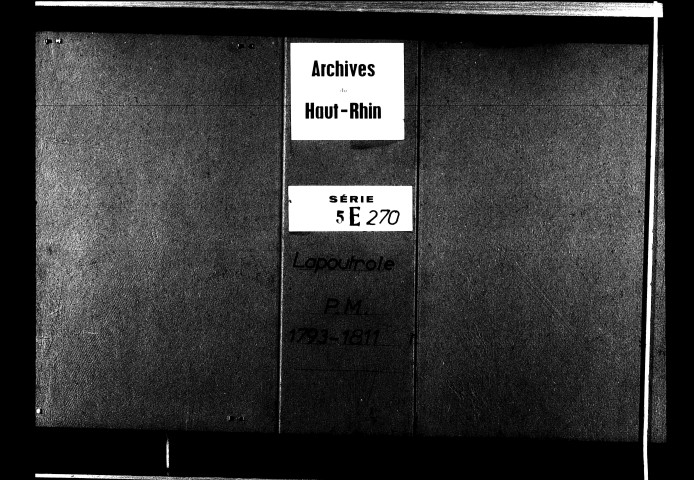 Archives
du
Haut-Rhin
SÉRIE
5 E 270
Lapoutroie
P.M.
1793-1811